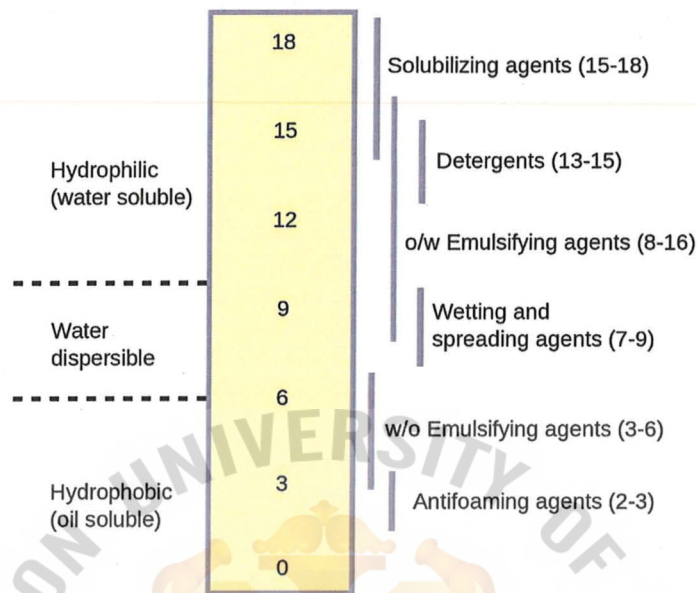 18
Solubilizing agents (15-18)
15
Detergents (13-15)
Hydrophilic
(water soluble)
12
o/w Emulsifying agents (8-16)
9
Wetting and
spreading agents (7-9)
Water
dispersible
6
w/o Emulsifying agents (3-6)
3
Hydrophobic
(oil soluble)
Antifoaming agents (2-3)
0
UNIVERSITY OF